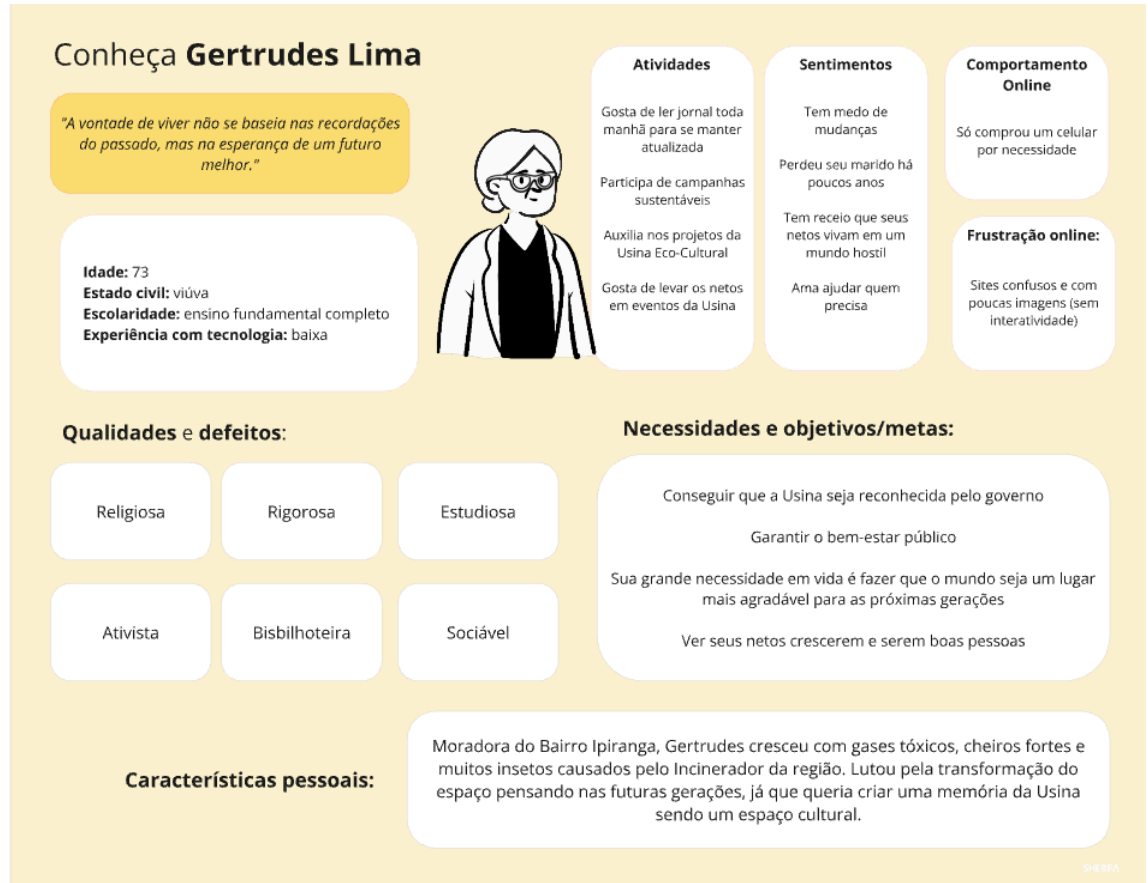 Conheça Gertrudes Lima
"A vontade de viver não se baseia nas recordações
do passado, mas na esperança de um futuro
melhor."
Idade: 73
Estado civil: viúva
Escolaridade: ensino fundamental completo
Experiência com tecnologia: baixa
Atividades
Gosta de ler jornal toda
manhã para se manter
atualizada
Participa de campanhas
sustentáveis
Auxilia nos projetos da
Usina Eco-Cultural
Gosta de levar os netos
em eventos da Usina
Sentimentos
Tem medo de
mudanças
Perdeu seu marido há
poucos anos
Tem receio que seus
netos vivam em um
mundo hostil
Ama ajudar quem
precisa
Comportamento
Online
Só comprou um celular
por necessidade
Frustração online:
Sites confusos e com
poucas imagens (sem
interatividade)
Qualidades e defeitos:
Religiosa
Rigorosa
Estudiosa
Ativista
Bisbilhoteira
Sociável
Necessidades e objetivos/metas:
Conseguir que a Usina seja reconhecida pelo governo
Garantir o bem-estar público
Sua grande necessidade em vida é fazer que o mundo seja um lugar
mais agradável para as próximas gerações
Ver seus netos crescerem e serem boas pessoas
Características pessoais:
Moradora do Bairro Ipiranga, Gertrudes cresceu com gases tóxicos, cheiros fortes e
muitos insetos causados pelo Incinerador da região. Lutou pela transformação do
espaço pensando nas futuras gerações, já que queria criar uma memória da Usina
sendo um espaço cultural.